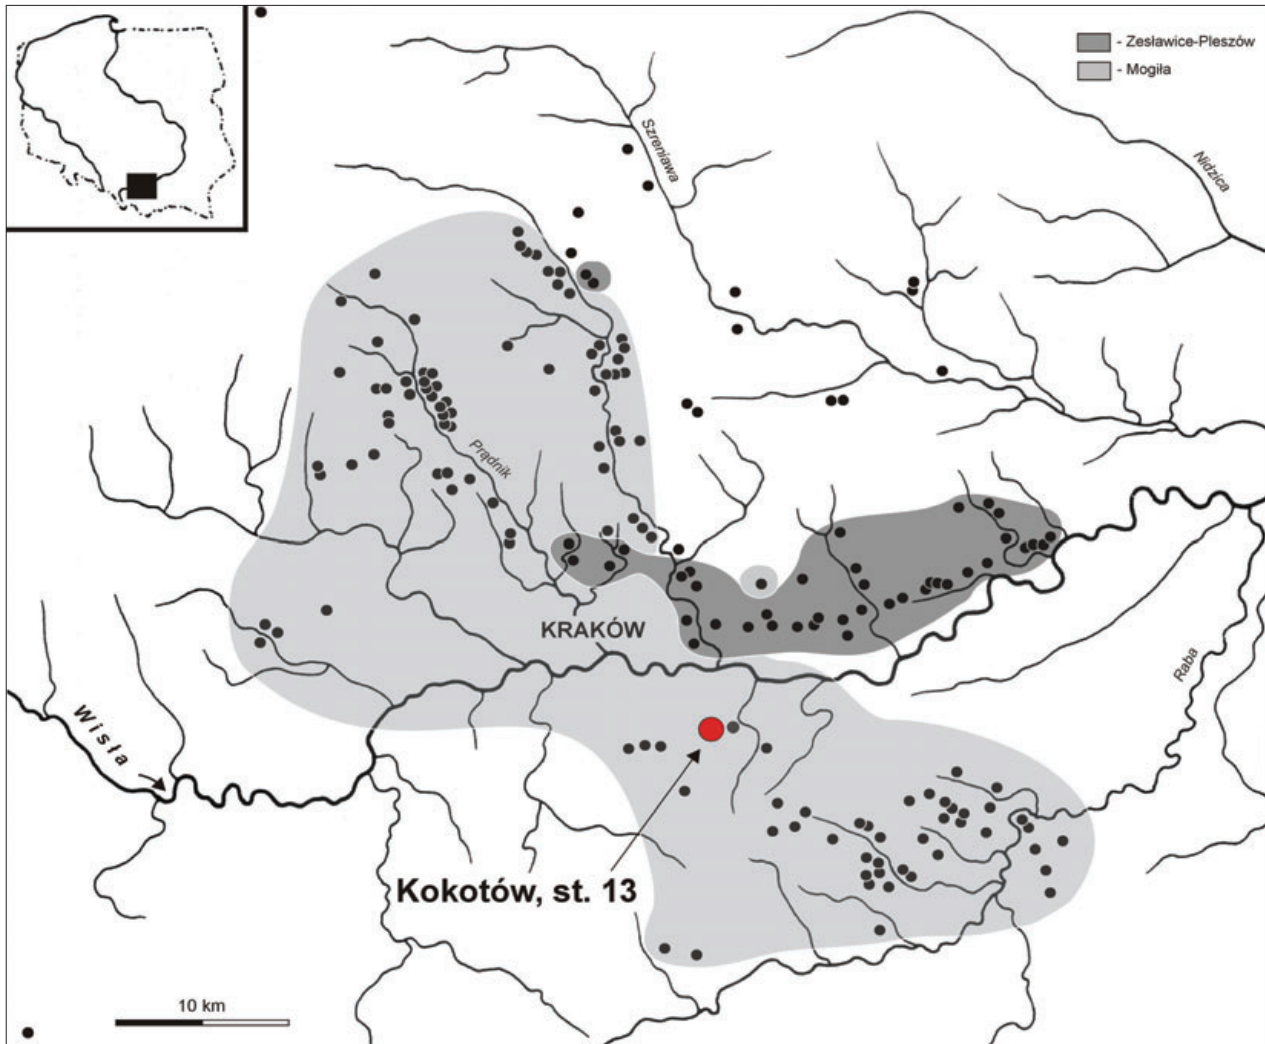 - Zesławice-Pleszów
- Mogiła
Szreniawa
Nidzica
Prądnik
KRAKÓW
Raba
Wisła
Kokotów, st. 13
10 km